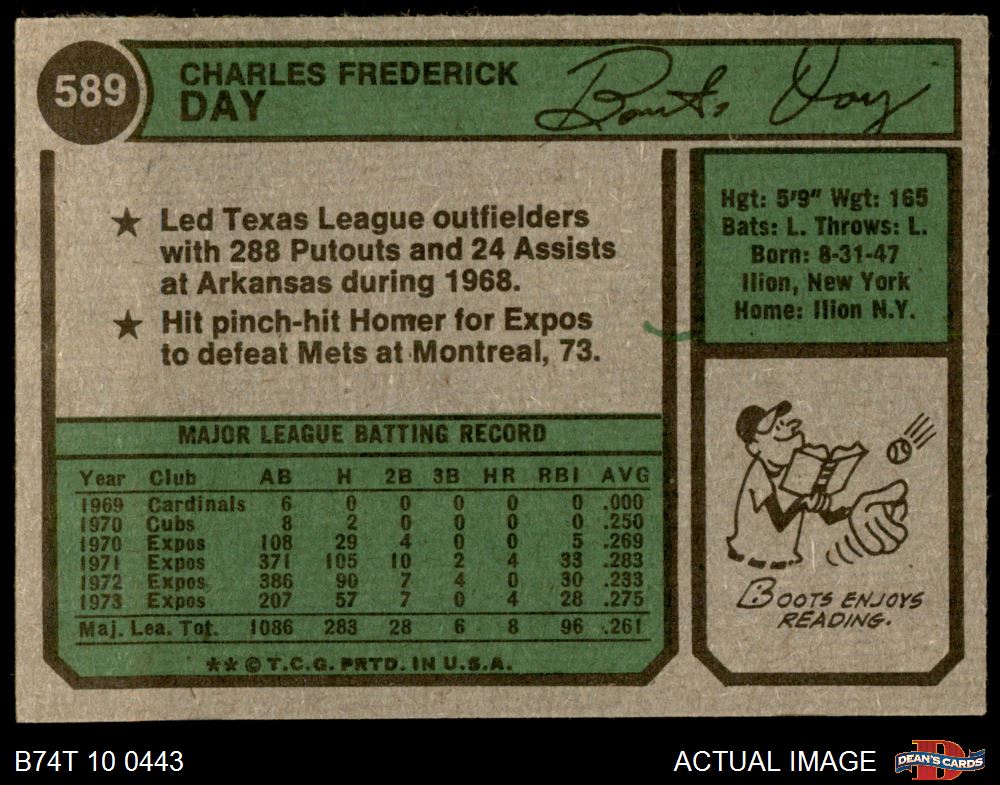 589
CHARLES FREDERICK
DAY
Boots Day
★ Led Texas League outfielders
with 288 Putouts and 24 Assists
at Arkansas during 1968.
★ Hit pinch-hit Homer for Expos
to defeat Mets at Montreal, 73.
Hgt: 5'9" Wgt: 165
Bats: L. Throws: L.
Born: 8-31-47
Ilion, New York
Home: Ilion N.Y.
MAJOR LEAGUE BATTING RECORD
Year Club AB H 2B 3B HR RBI AVG
1969 Cardinals 6 0 0 0 0 0 .000
1970 Cubs 8 2 0 0 0 0 .250
1970 Expos 108 29 4 0 0 5 .269
1971 Expos 371 105 10 2 4 33 .283
1972 Expos 386 90 7 4 0 30 .233
1973 Expos 207 57 7 0 4 28 .275
Maj. Lea. Tot. 1086 283 28 6 8 96 .261
★★ © T.C.G. PRTD. IN U.S.A.
BOOTS ENJOYS
READING.
B74T 10 0443
ACTUAL IMAGE
DEAN'S CARDS